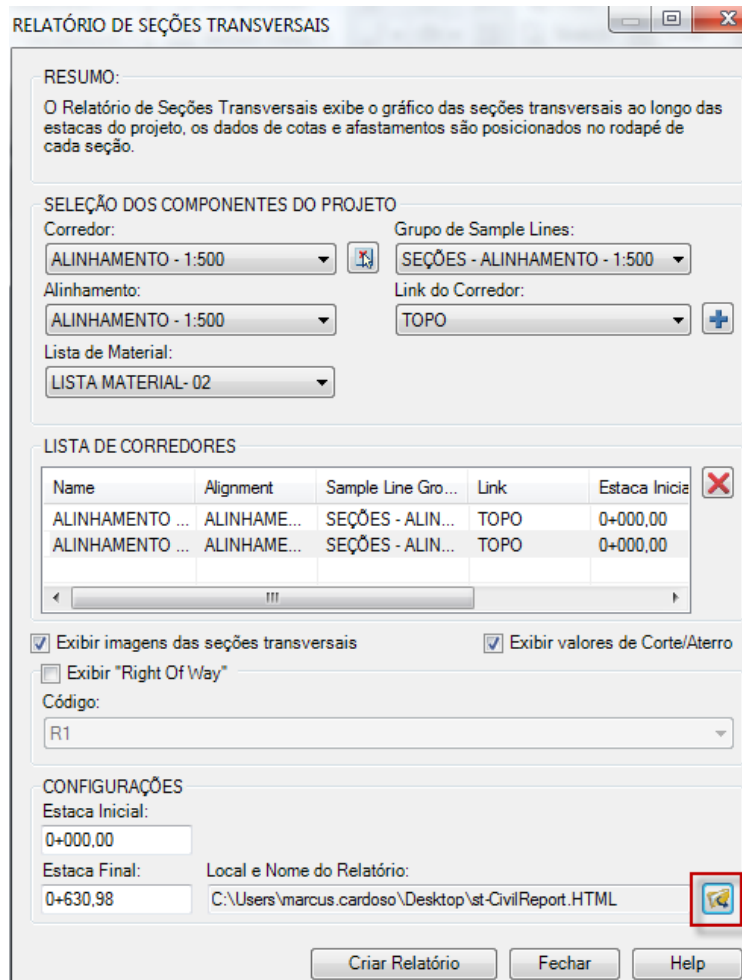 RELATÓRIO DE SEÇÕES TRANSVERSAIS
RESUMO:
O Relatório de Seções Transversais exibe o gráfico das seções transversais ao longo das
estacas do projeto, os dados de cotas e afastamentos são posicionados no rodapé de
cada seção.
SELEÇÃO DOS COMPONENTES DO PROJETO
Corredor:
Grupo de Sample Lines:
ALINHAMENTO - 1:500
SEÇÕES - ALINHAMENTO - 1:500
Alinhamento:
Link do Corredor:
ALINHAMENTO - 1:500
TOPO
Lista de Material:
LISTA MATERIAL- 02
LISTA DE CORREDORES
Name Alignment Sample Line Gro... Link Estaca Inicia
ALINHAMENTO ... ALINHAME... SEÇÕES - ALIN... TOPO 0+000,00
ALINHAMENTO ... ALINHAME... SEÇÕES - ALIN... TOPO 0+000,00
Exibir imagens das seções transversais
Exibir valores de Corte/Aterro
Exibir "Right Of Way"
Código:
R1
CONFIGURAÇÕES
Estaca Inicial:
0+000,00
Estaca Final:
Local e Nome do Relatório:
0+630,98
C:\Users\marcus.cardoso\Desktop\st-CivilReport.HTML
Criar Relatório
Fechar
Help